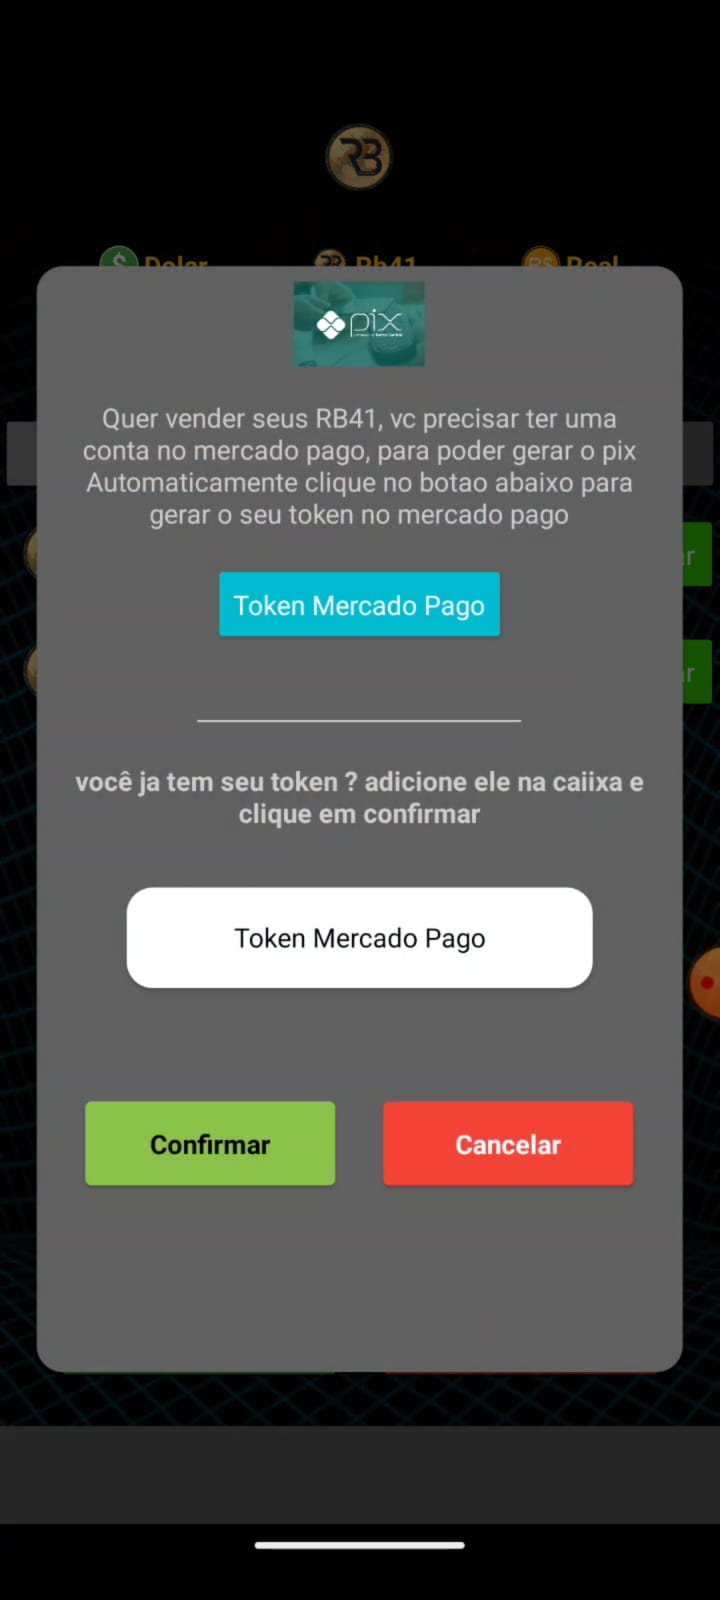 RB
Dolar
Rb41
Real
pix
Quer vender seus RB41, vc precisar ter uma
conta no mercado pago, para poder gerar o pix
Automaticamente clique no botao abaixo para
gerar o seu token no mercado pago
Token Mercado Pago
você ja tem seu token ? adicione ele na caiixa e
clique em confirmar
Token Mercado Pago
Confirmar
Cancelar